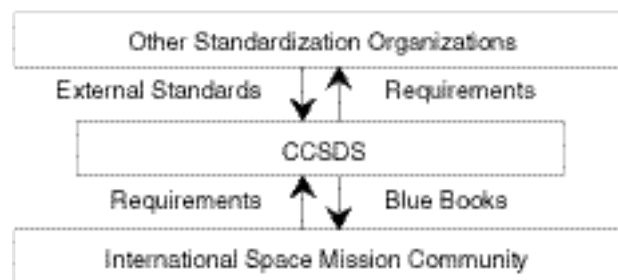 Other Standardization Organizations
External Standards Requirements
CCSDS
Requirements Blue Books
International Space Mission Community